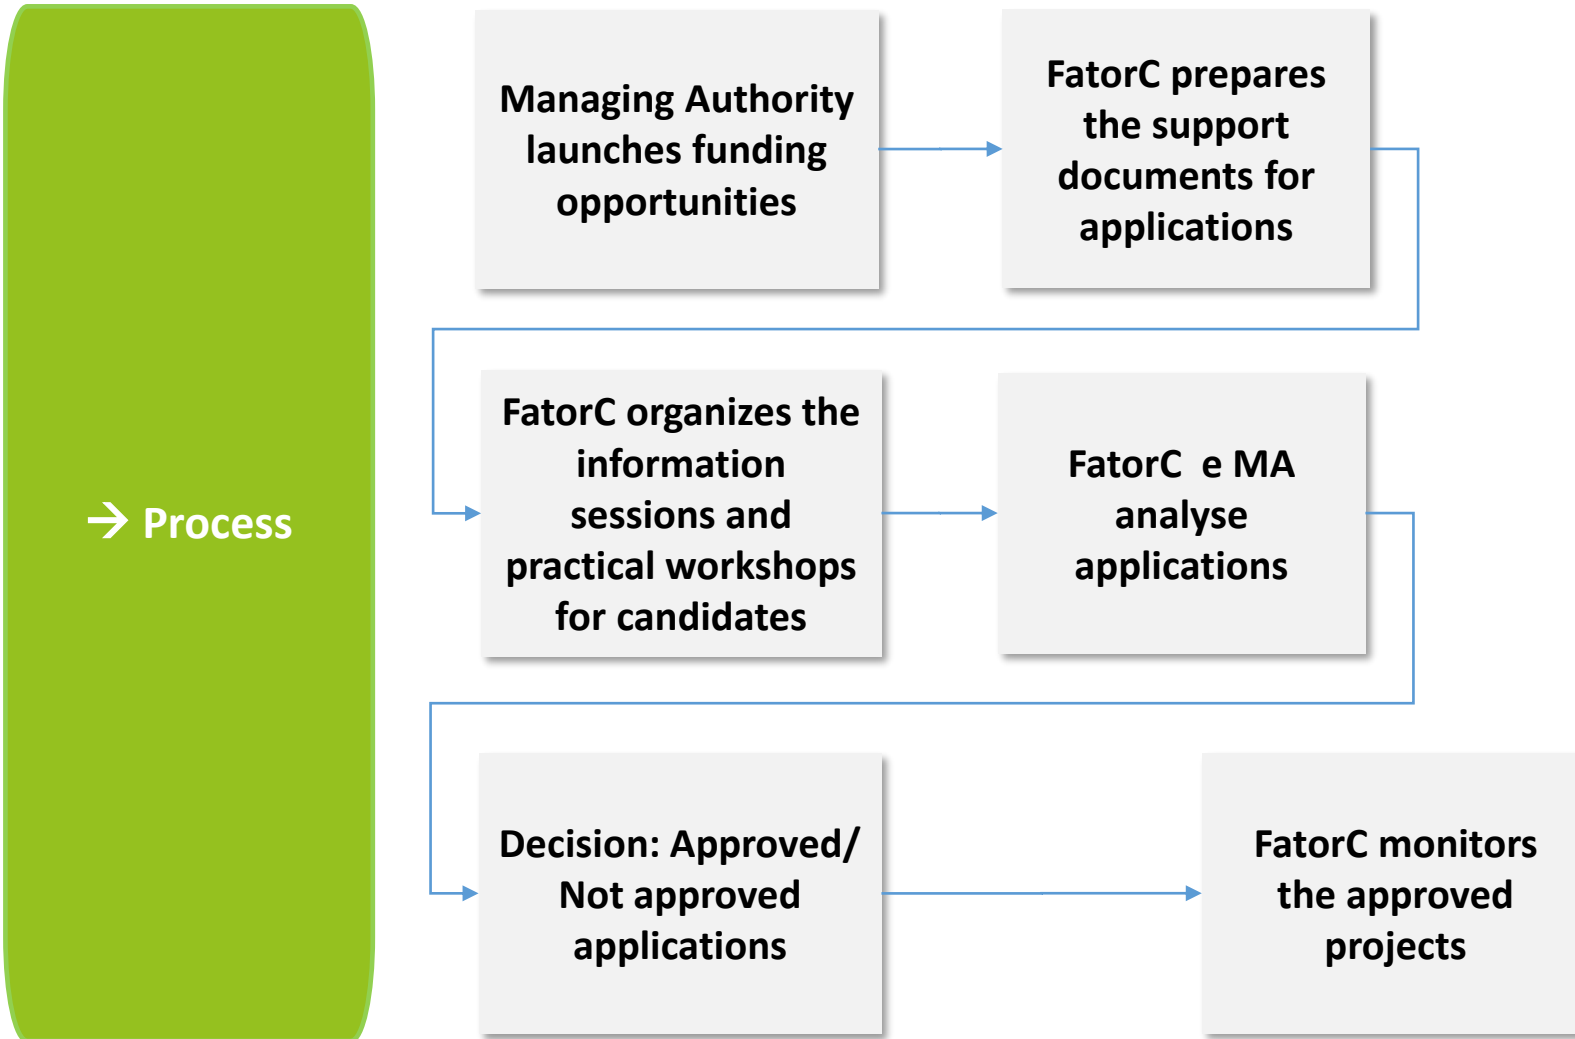 → Process
Managing Authority
launches funding
opportunities
FatorC prepares
the support
documents for
applications
FatorC organizes the
information
sessions and
practical workshops
for candidates
FatorC  e MA
analyse
applications
Decision: Approved/
Not approved
applications
FatorC monitors
the approved
projects